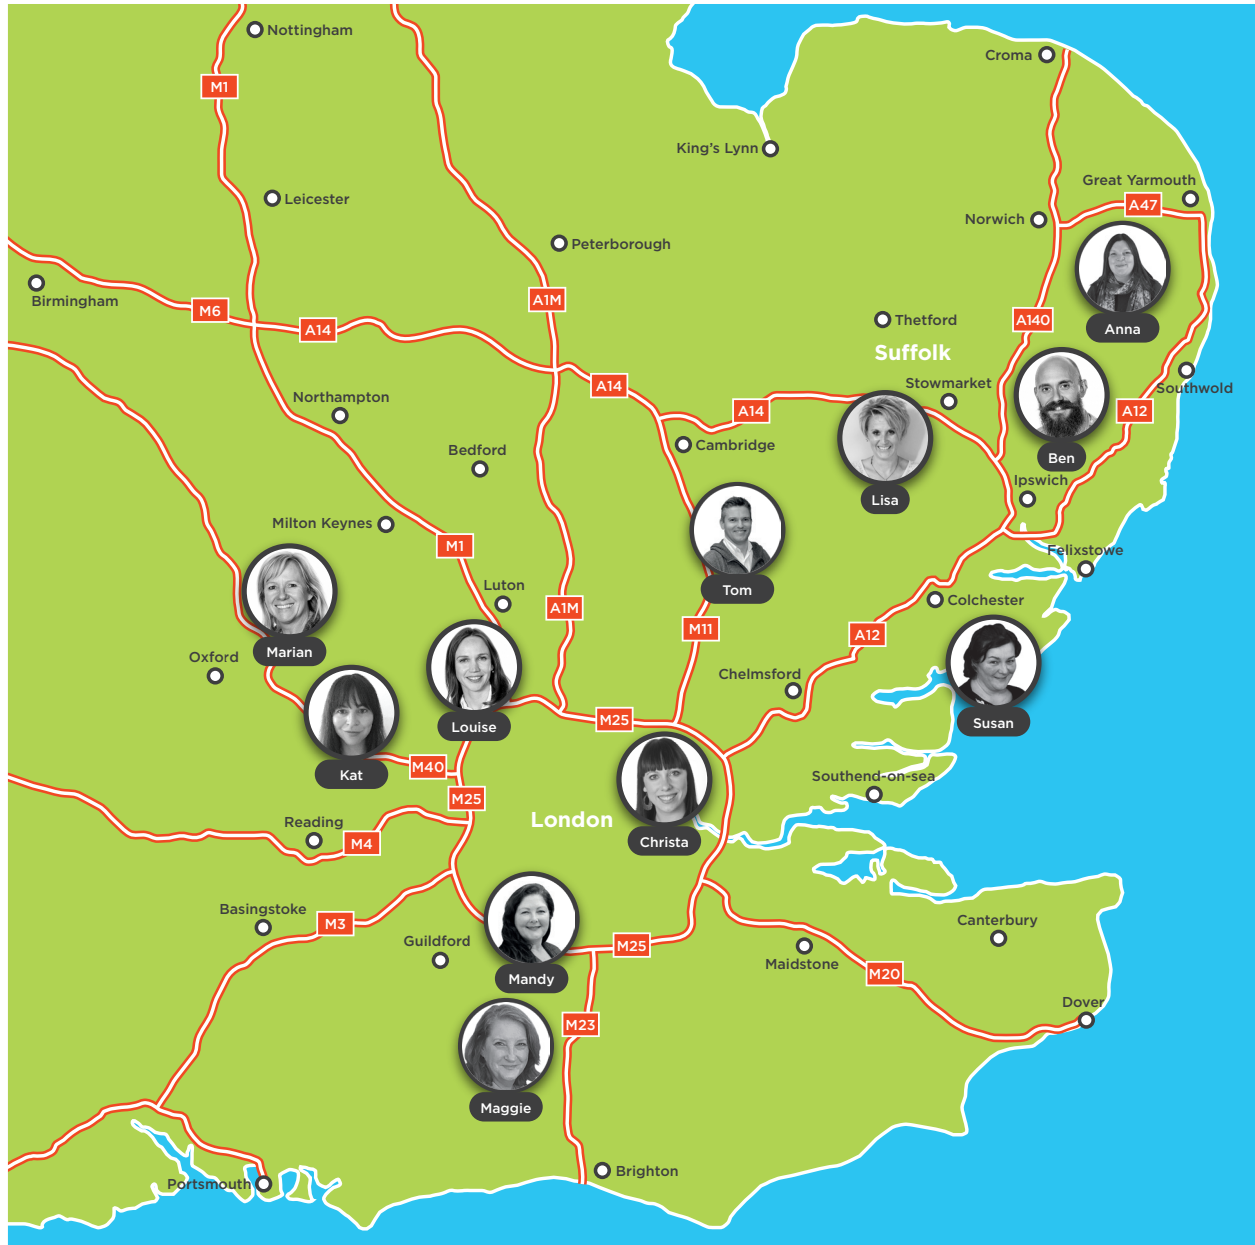 Nottingham
Croma
M1
King's Lynn
Great Yarmouth
Leicester
A47
Norwich
Peterborough
Birmingham
A1M
M6
A14
Thetford
A140
Anna
Suffolk
Stowmarket
Southwold
A14
Northampton
A14
A12
Cambridge
Bedford
Ben
Ipswich
Lisa
Milton Keynes
M1
Felixstowe
Luton
Tom
A1M
Colchester
M11
A12
Oxford
Marian
Chelmsford
M25
Louise
Susan
M40
Kat
Southend-on-sea
M25
London
Reading
M4
Christa
Basingstoke
M3
Canterbury
Guildford
M25
Maidstone
M20
Mandy
Dover
M23
Maggie
Brighton
Portsmouth